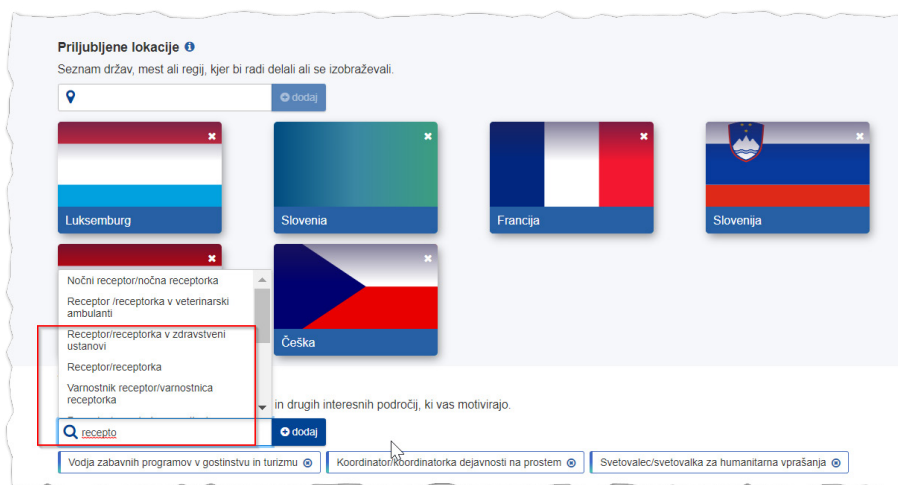 Priljubljene lokacije
Seznam držav, mest ali regij, kjer bi radi delali ali se izobraževali.
dodaj
Luksemburg
Slovenia
Francija
Slovenija
Nočni receptor/nočna receptorka
Receptor /receptorka v veterinarski
ambulanti
Receptor/receptorka v zdravstveni
ustanovi
Receptor/receptorka
Varnostnik receptor/varnostnica
receptorka
Češka
in drugih interesnih področij, ki vas motivirajo.
recepto
dodaj
Vodja zabavnih programov v gostinstvu in turizmu
Koordinator/koordinatorka dejavnosti na prostem
Svetovalec/svetovalka za humanitarna vprašanja